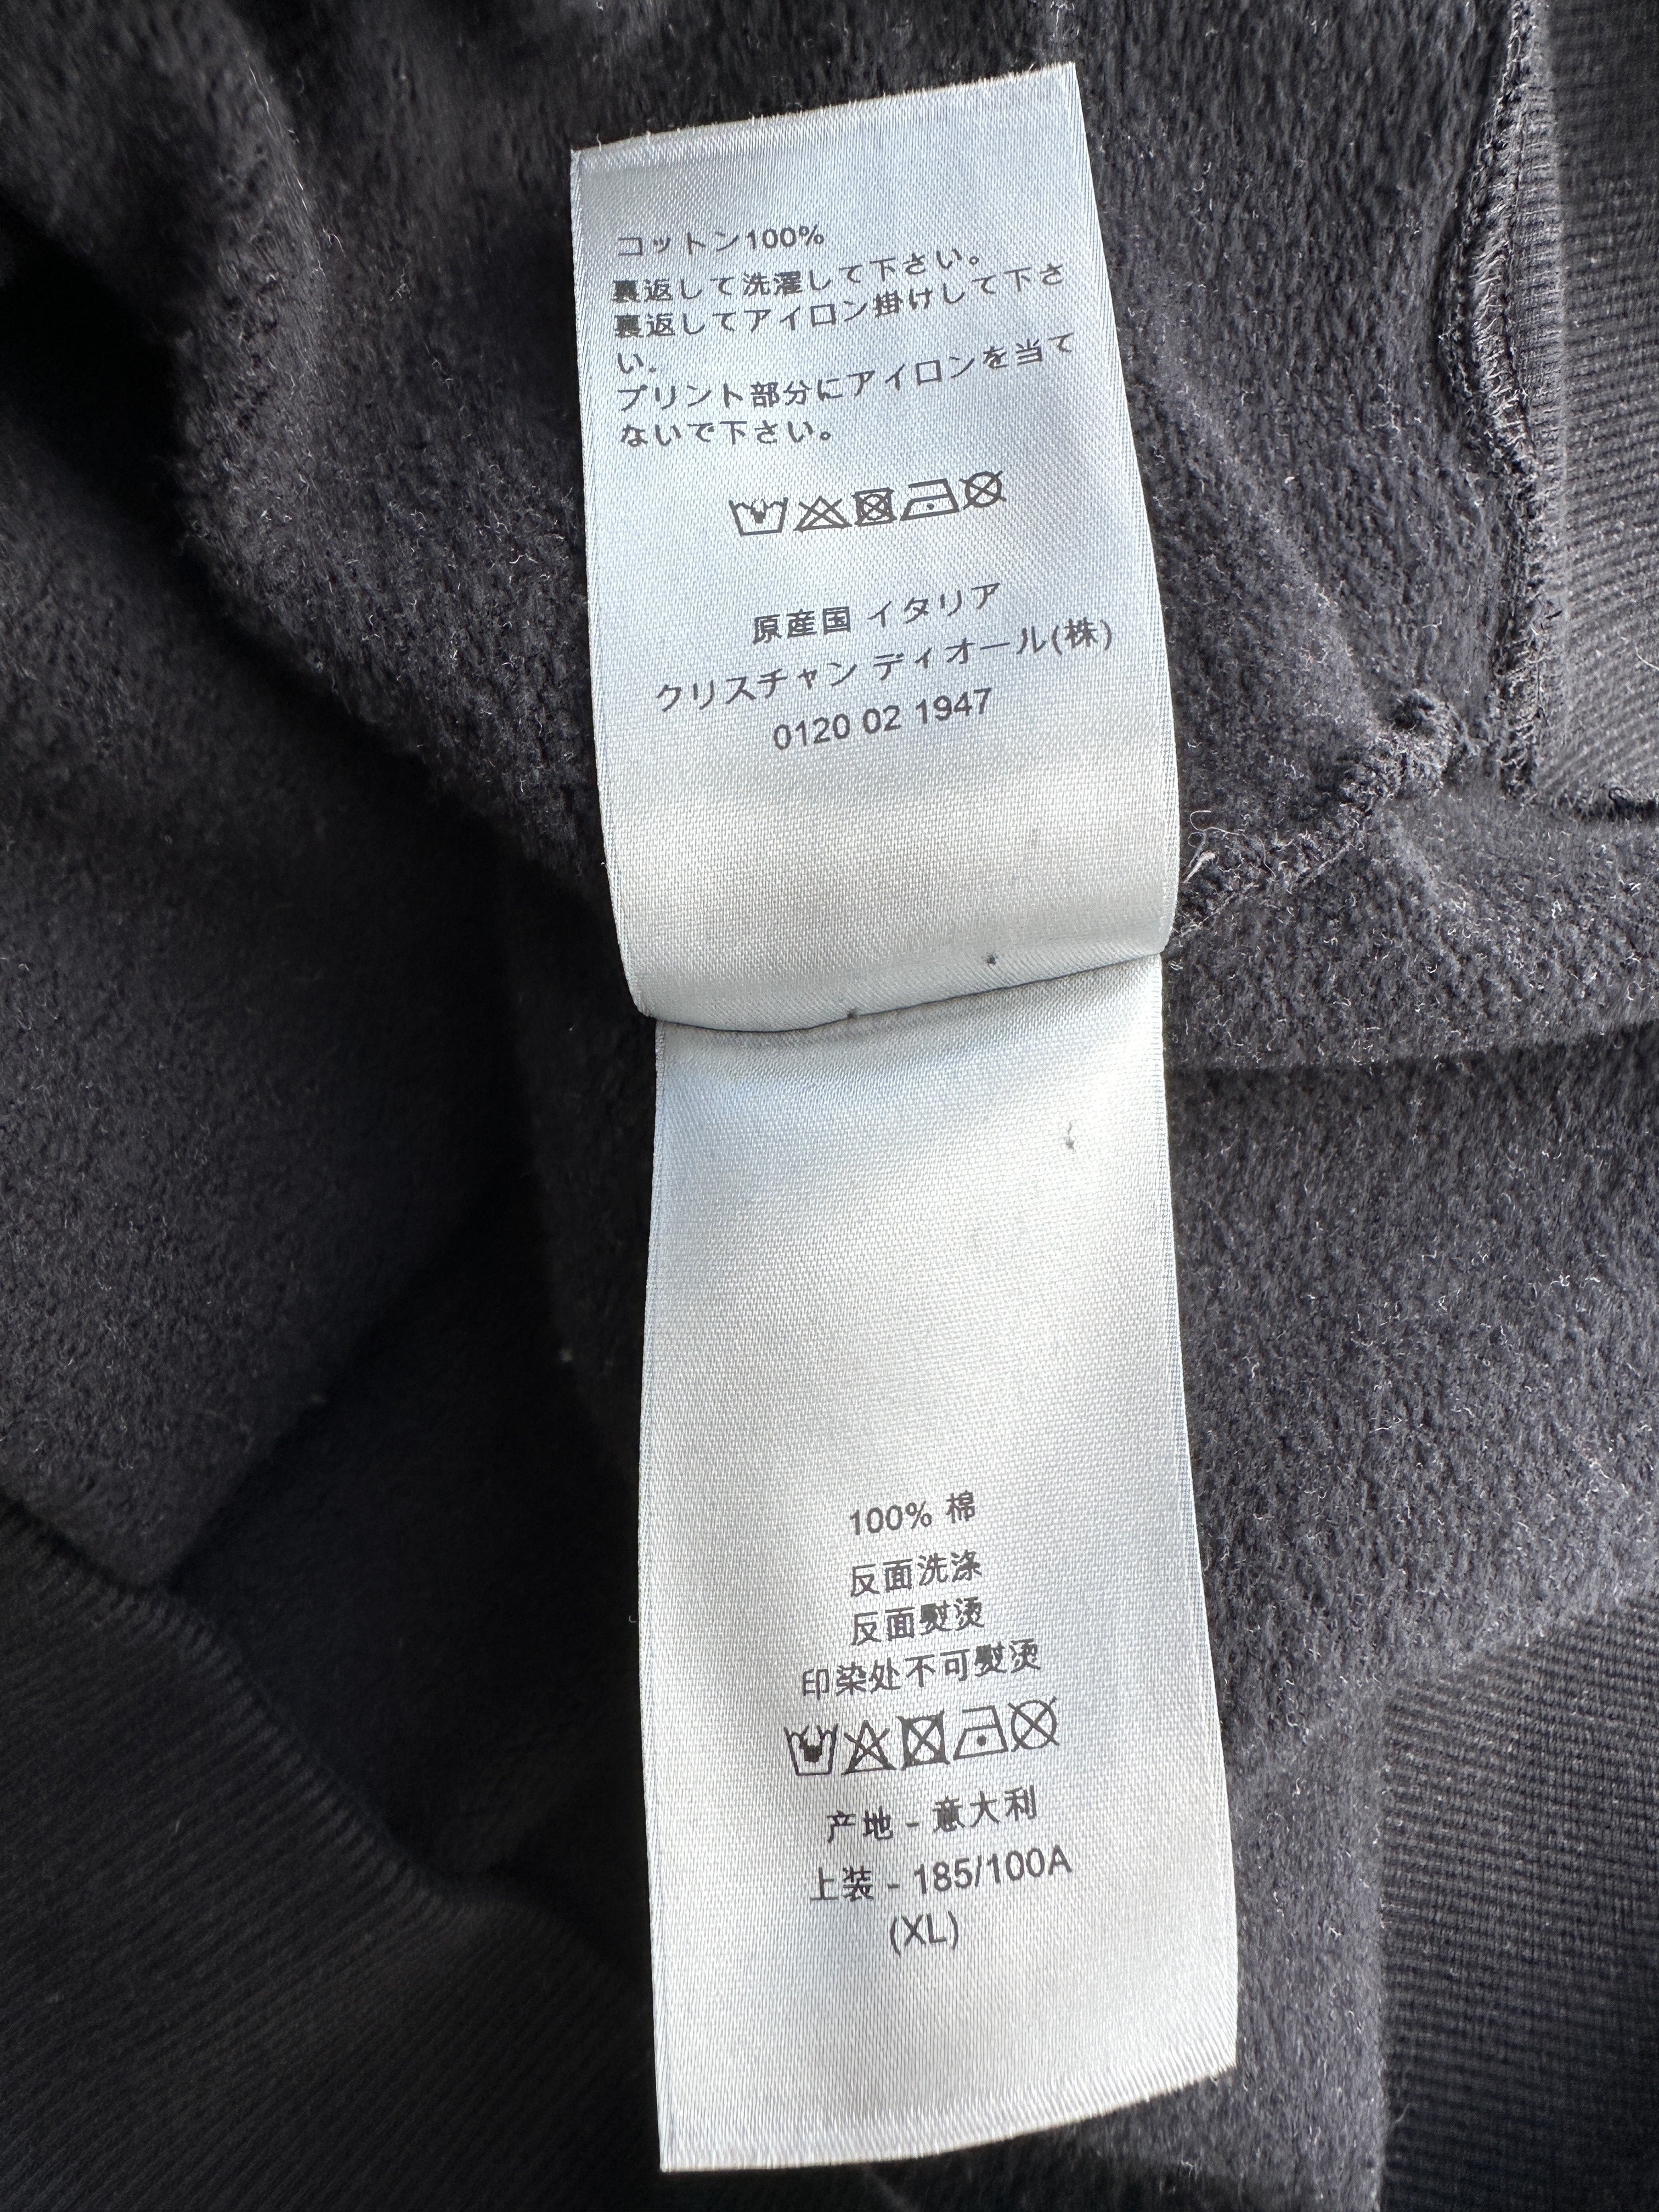 コットン100%
裏返して洗濯して下さい。
裏返してアイロン掛けして下さ
い。
プリント部分にアイロンを当て
ないで下さい。
原産国 イタリア
クリスチャン ディオール(株)
0120 02 1947
100% 棉
反面洗涤
反面熨烫
印染处不可熨烫
产地 - 意大利
上装 - 185/100A
(XL)